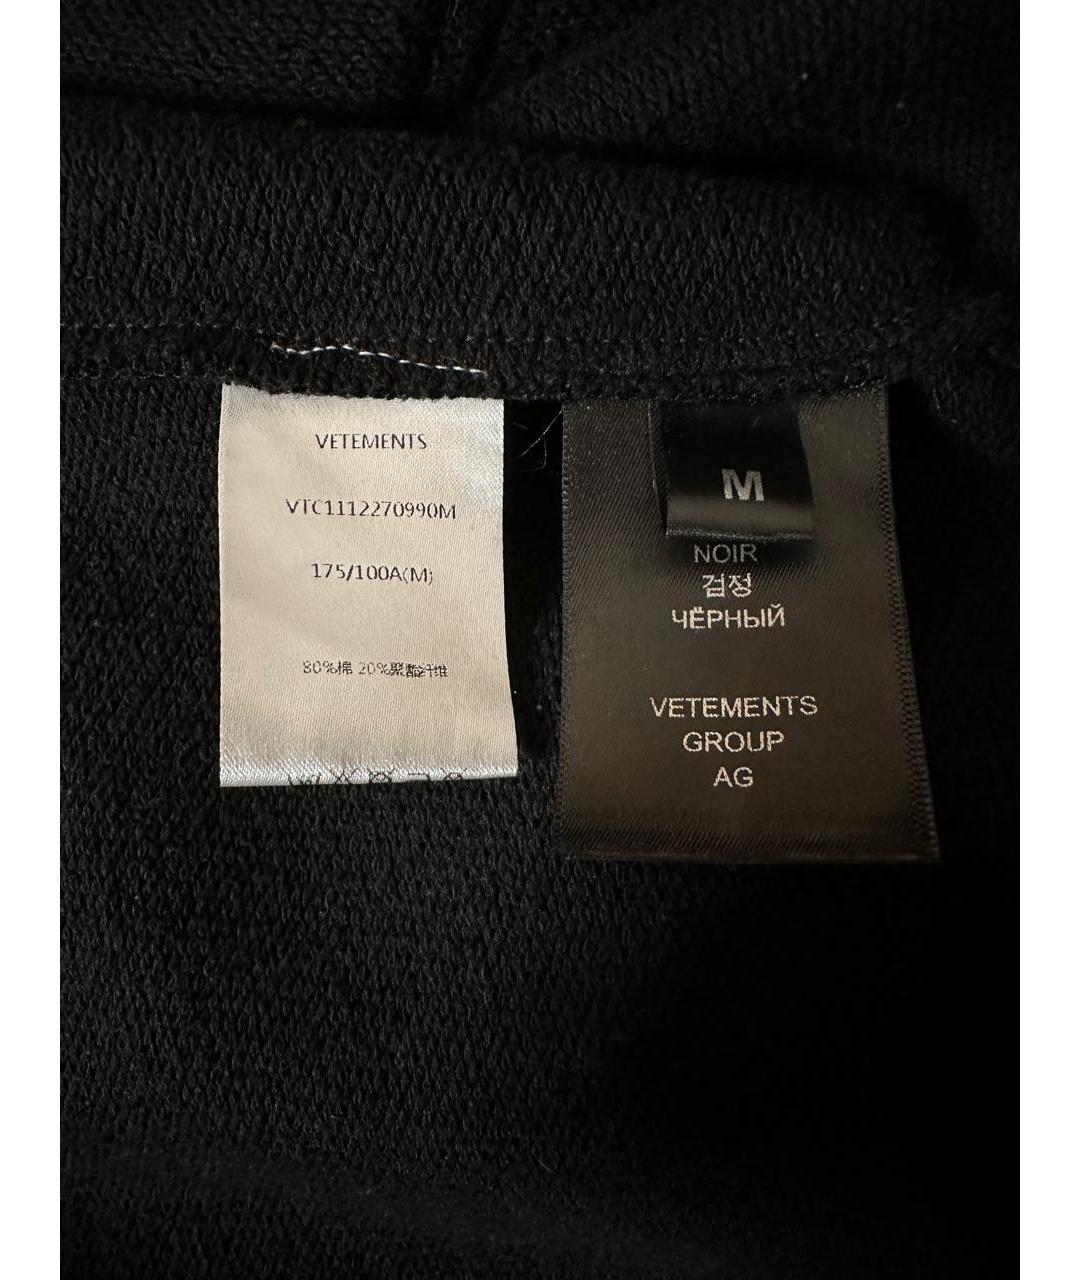 VETEMENTS
VTC1112270990M
175/100A(M)
80%棉 20%聚酯纤维
M
NOIR
검정
ЧЁРНЫЙ
VETEMENTS
GROUP
AG